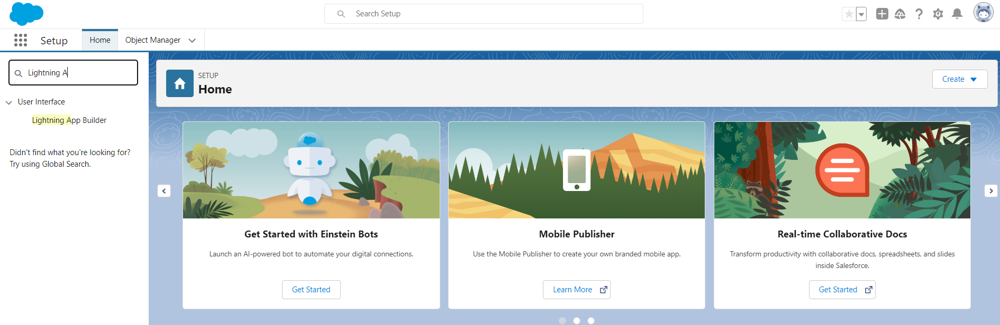 Search Setup
Setup
Home
Object Manager
Lightning A
User Interface
Lightning App Builder
Didn't find what you're looking for?
Try using Global Search.
SETUP
Home
Create
Get Started with Einstein Bots
Launch an AI-powered bot to automate your digital connections.
Get Started
Mobile Publisher
Use the Mobile Publisher to create your own branded mobile app.
Learn More
Real-time Collaborative Docs
Transform productivity with collaborative docs, spreadsheets, and slides
inside Salesforce.
Get Started